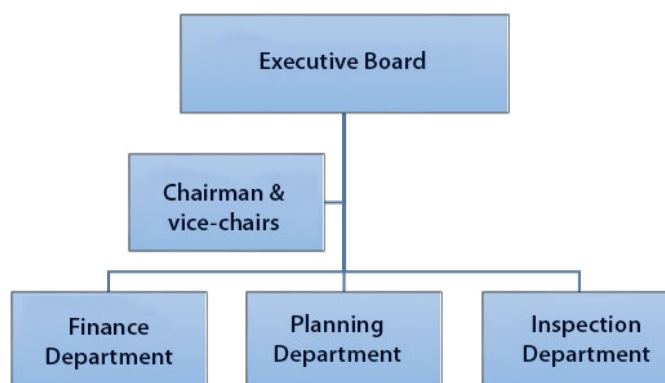 Executive Board
Chairman &
vice-chairs
Finance
Department
Planning
Department
Inspection
Department